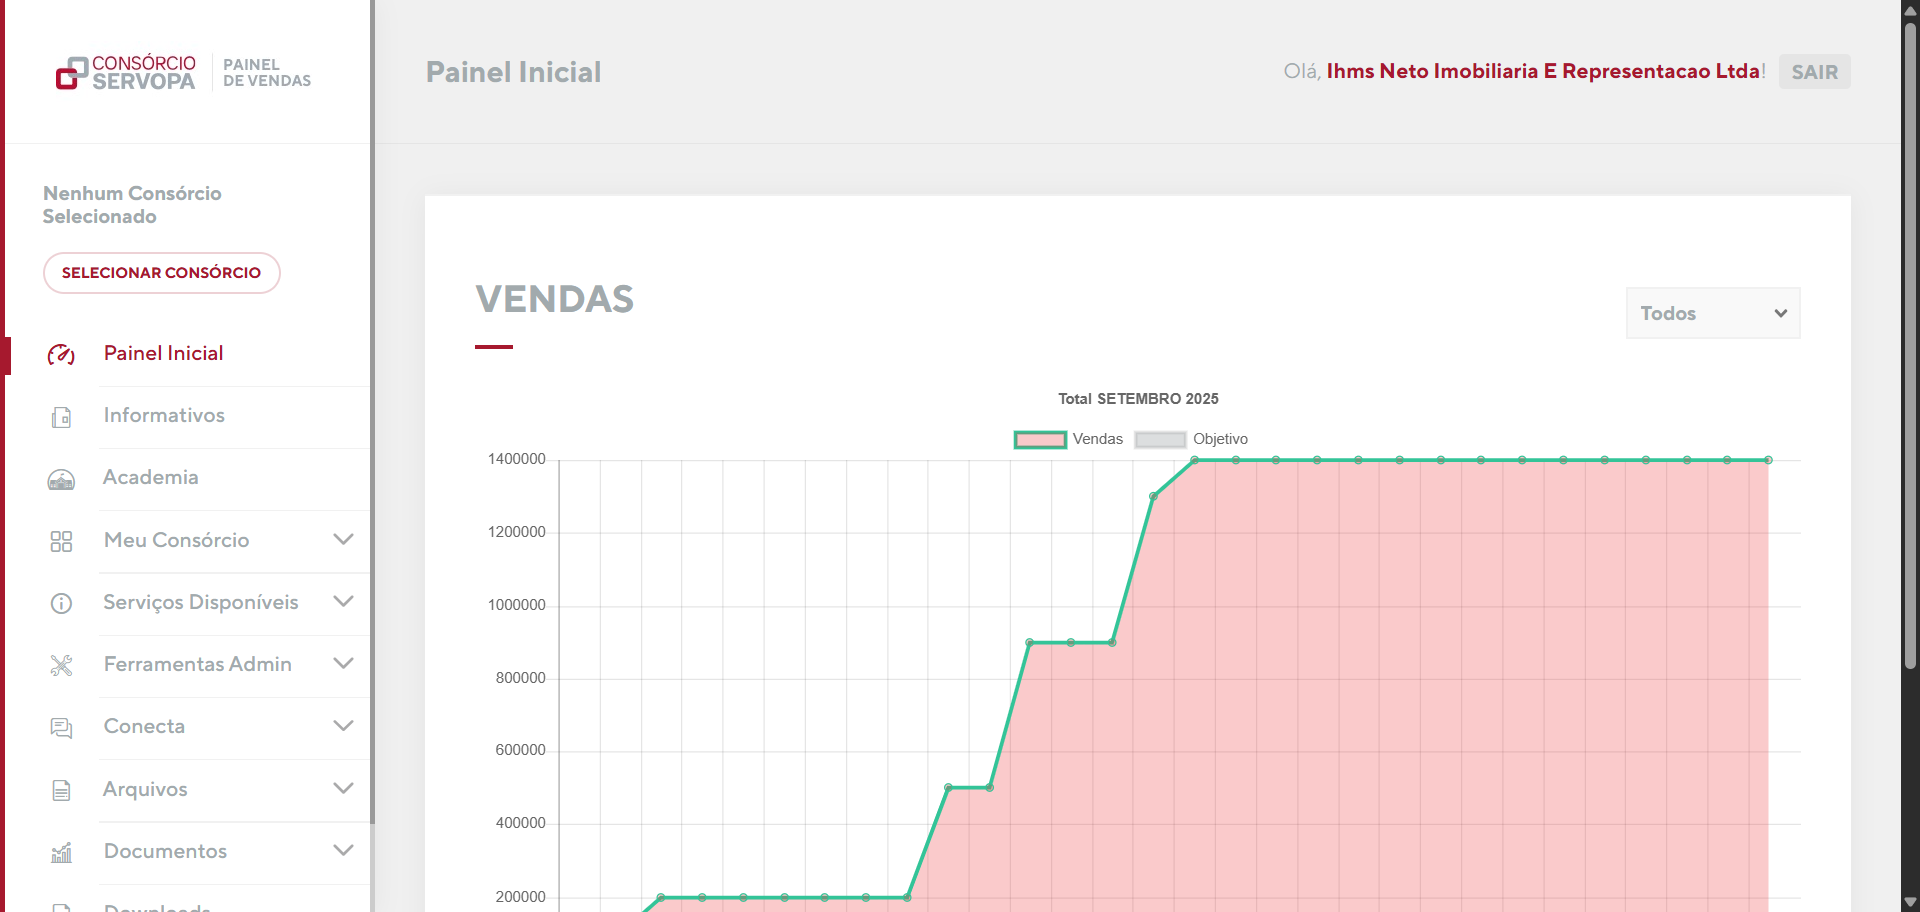 CONSÓRCIO
SERVOPA
PAINEL
DE VENDAS
Painel Inicial
Olá, Ihms Neto Imobiliaria E Representacao Ltda!
SAIR
Nenhum Consórcio
Selecionado
SELECIONAR CONSÓRCIO
Painel Inicial
Informativos
Academia
Meu Consórcio
Serviços Disponíveis
Ferramentas Admin
Conecta
Arquivos
Documentos
Downloads
VENDAS
Todos
Total SETEMBRO 2025
Vendas
Objetivo
1400000
1200000
1000000
800000
600000
400000
200000